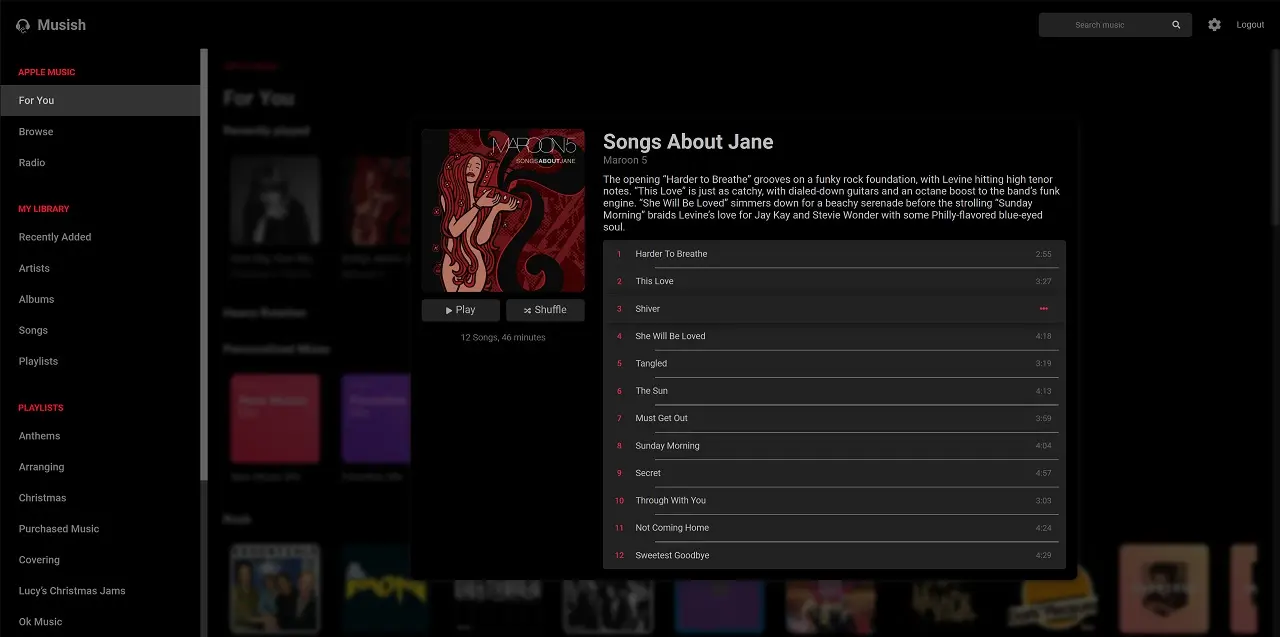 Musish
Search music
Logout
APPLE MUSIC
For You
Browse
Radio
MY LIBRARY
Recently Added
Artists
Albums
Songs
Playlists
PLAYLISTS
Anthems
Arranging
Christmas
Purchased Music
Covering
Lucy's Christmas Jams
Ok Music
For You
Recently played
Heavy Rotation
Personalized Mixes
MAROON5
SONGSABOUTJANE
Play
Shuffle
12 Songs, 46 minutes
Songs About Jane
Maroon 5
The opening “Harder to Breathe” grooves on a funky rock foundation, with Levine hitting high tenor
notes. “This Love” is just as catchy, with dialed-down guitars and an octane boost to the band’s funk
engine. “She Will Be Loved” simmers down for a beachy serenade before the strolling “Sunday
Morning” braids Levine’s love for Jay Kay and Stevie Wonder with some Philly-flavored blue-eyed
soul.
1 Harder To Breathe 2:55
2 This Love 3:27
3 Shiver
4 She Will Be Loved 4:18
5 Tangled 3:19
6 The Sun 4:13
7 Must Get Out 3:59
8 Sunday Morning 4:04
9 Secret 4:57
10 Through With You 3:03
11 Not Coming Home 4:24
12 Sweetest Goodbye 4:29